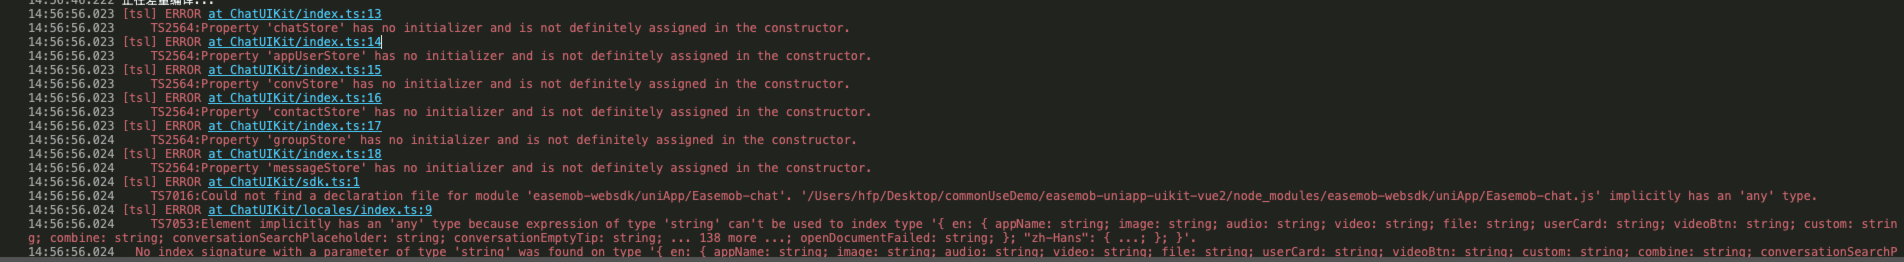 14:56:46.222 正在差量编译...
14:56:56.023 [tsl] ERROR at ChatUIKit/index.ts:13
14:56:56.023 TS2564:Property 'chatStore' has no initializer and is not definitely assigned in the constructor.
14:56:56.023 [tsl] ERROR at ChatUIKit/index.ts:14
14:56:56.023 TS2564:Property 'appUserStore' has no initializer and is not definitely assigned in the constructor.
14:56:56.023 [tsl] ERROR at ChatUIKit/index.ts:15
14:56:56.023 TS2564:Property 'convStore' has no initializer and is not definitely assigned in the constructor.
14:56:56.023 [tsl] ERROR at ChatUIKit/index.ts:16
14:56:56.023 TS2564:Property 'contactStore' has no initializer and is not definitely assigned in the constructor.
14:56:56.023 [tsl] ERROR at ChatUIKit/index.ts:17
14:56:56.024 TS2564:Property 'groupStore' has no initializer and is not definitely assigned in the constructor.
14:56:56.024 [tsl] ERROR at ChatUIKit/index.ts:18
14:56:56.024 TS2564:Property 'messageStore' has no initializer and is not definitely assigned in the constructor.
14:56:56.024 [tsl] ERROR at ChatUIKit/sdk.ts:1
14:56:56.024 TS7016:Could not find a declaration file for module 'easemob-websdk/uniApp/Easemob-chat'. '/Users/hfp/Desktop/commonUseDemo/easemob-uniapp-uikit-vue2/node_modules/easemob-websdk/uniApp/Easemob-chat.js' implicitly has an 'any' type.
14:56:56.024 [tsl] ERROR at ChatUIKit/locales/index.ts:9
14:56:56.024 TS7053:Element implicitly has an 'any' type because expression of type 'string' can't be used to index type '{ en: { appName: string; image: string; audio: string; video: string; file: string; userCard: string; videoBtn: string; custom: strin
g; combine: string; conversationSearchPlaceholder: string; conversationEmptyTip: string; ... 138 more ...; openDocumentFailed: string; }; "zh-Hans": { ...; }; }'.
14:56:56.024 No index signature with a parameter of type 'string' was found on type '{ en: { appName: string; image: string; audio: string; video: string; file: string; userCard: string; videoBtn: string; custom: string; combine: string; conversationSearchP